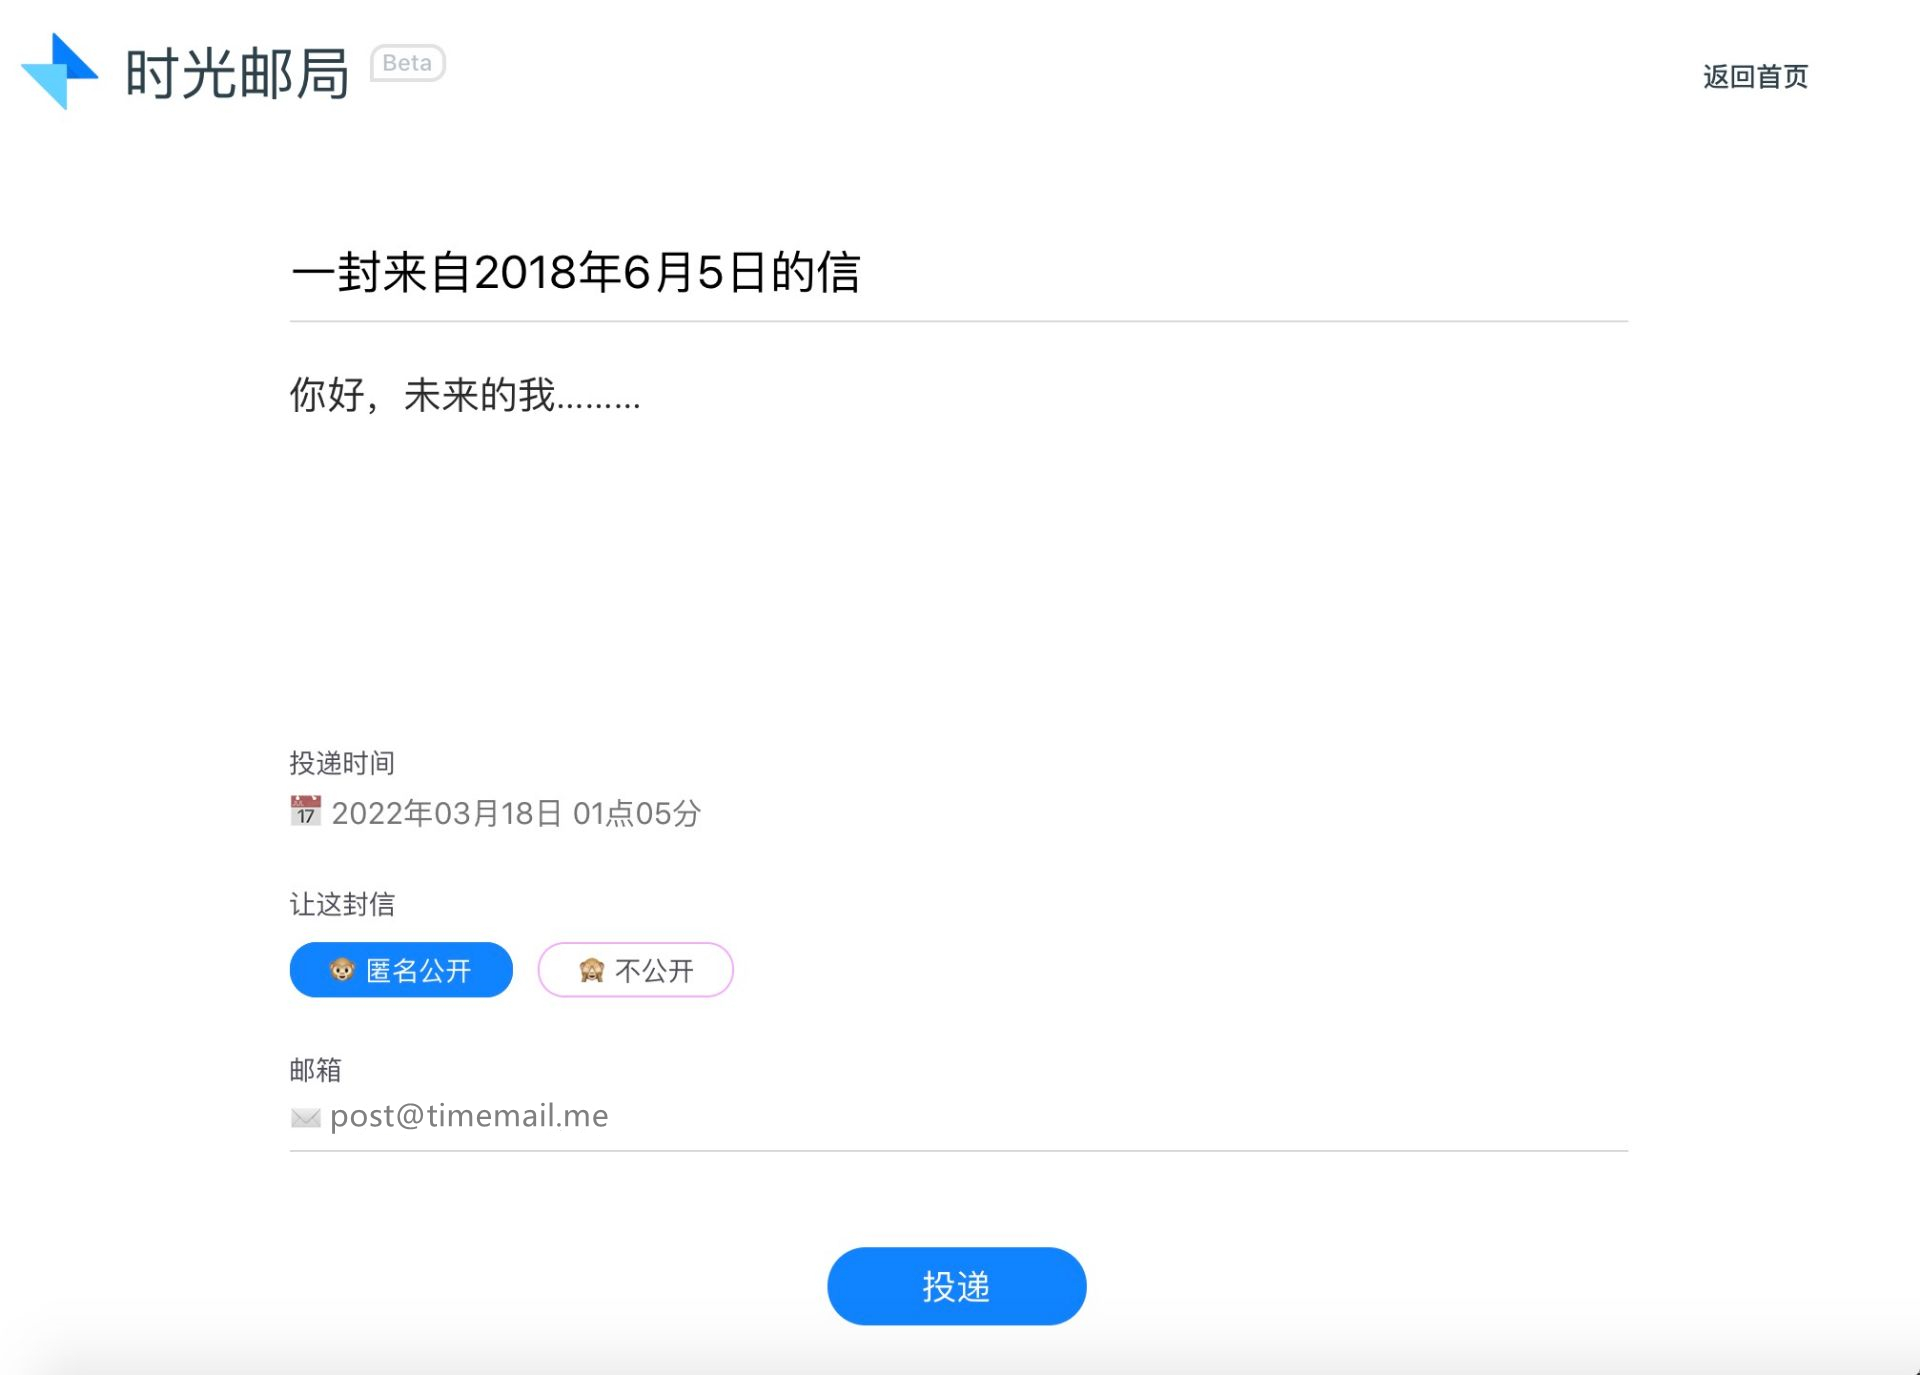 时光邮局 Beta
返回首页
一封来自2018年6月5日的信
你好，未来的我.........
投递时间
2022年03月18日 01点05分
让这封信
匿名公开
不公开
邮箱
post@timemail.me
投递